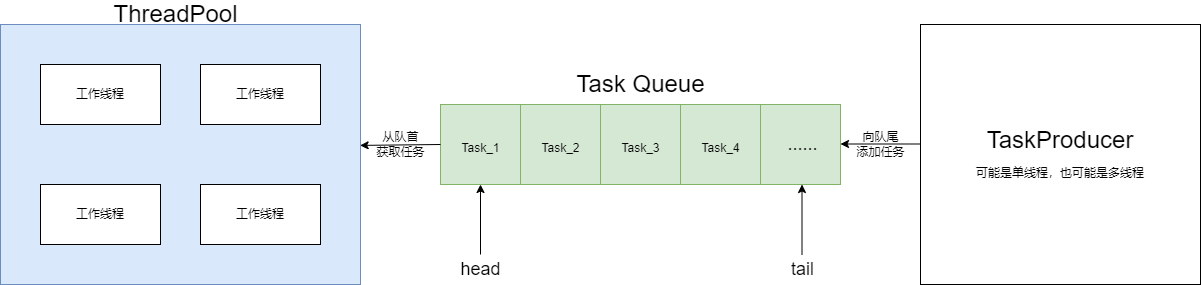 ThreadPool
工作线程
工作线程
工作线程
工作线程
从队首
获取任务
Task Queue
Task_1
Task_2
Task_3
Task_4
······
head
tail
向队尾
添加任务
TaskProducer
可能是单线程，也可能是多线程